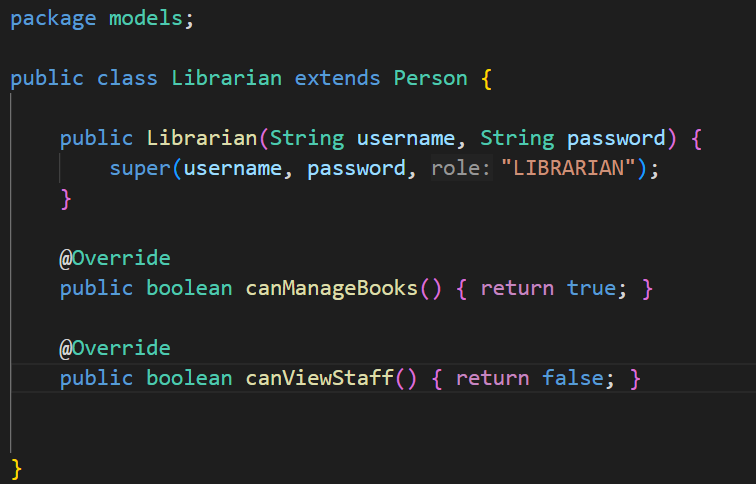 package models;
public class Librarian extends Person {
public Librarian(String username, String password) {
super(username, password, role: "LIBRARIAN");
}
@Override
public boolean canManageBooks() { return true; }
@Override
public boolean canViewStaff() { return false; }
}